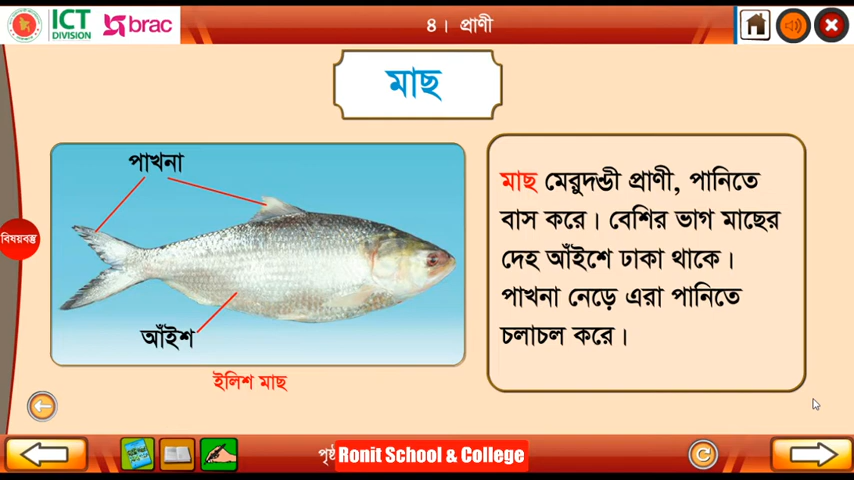 ICT
DIVISION
brac
৪। প্রাণী
মাছ
পাখনা
আঁইশ
ইলিশ মাছ
মাছ মেরুদণ্ডী প্রাণী, পানিতে
বাস করে। বেশির ভাগ মাছের
দেহ আঁইশে ঢাকা থাকে।
পাখনা নেড়ে এরা পানিতে
চলাচল করে।
বিষয়বস্তু
Ronit School & College